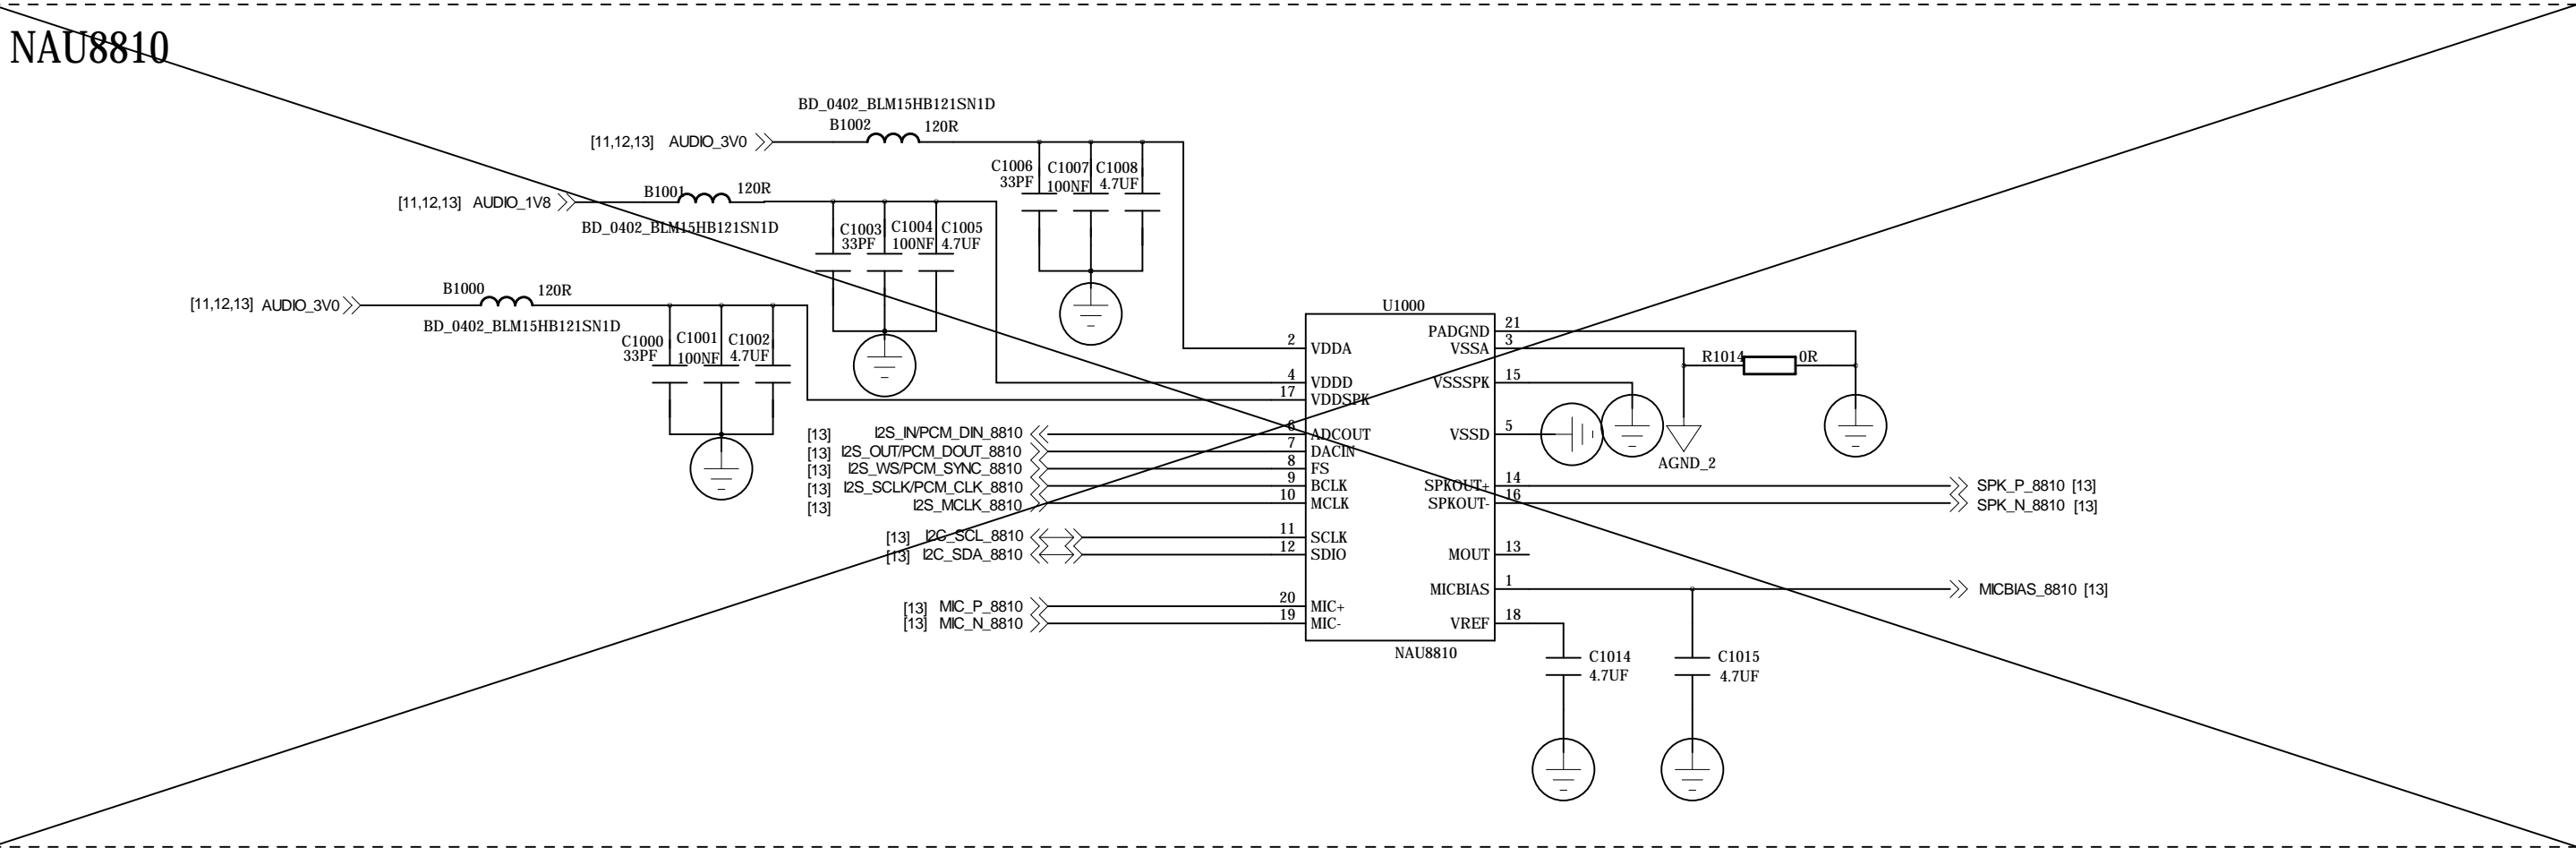 NAU8810
BD_0402_BLM15HB121SN1D
B1002 120R
[11,12,13] AUDIO_3V0
C1006 C1007 C1008
33PF 100NF 4.7UF
B1001 120R
[11,12,13] AUDIO_1V8
BD_0402_BLM15HB121SN1D
C1003 C1004 C1005
33PF 100NF 4.7UF
B1000 120R
[11,12,13] AUDIO_3V0
BD_0402_BLM15HB121SN1D
C1000 C1001 C1002
33PF 100NF 4.7UF
U1000
2 VDDA
4 VDDD
17 VDDSPK
[13] I2S_IN/PCM_DIN_8810 6 ADCOUT
[13] I2S_OUT/PCM_DOUT_8810 7 DACIN
[13] I2S_WS/PCM_SYNC_8810 8 FS
[13] I2S_SCLK/PCM_CLK_8810 9 BCLK
[13] I2S_MCLK_8810 10 MCLK
[13] I2C_SCL_8810 11 SCLK
[13] I2C_SDA_8810 12 SDIO
[13] MIC_P_8810 20 MIC+
[13] MIC_N_8810 19 MIC-
PADGND 21
VSSA 3
R1014 0R
VSSSPK 15
VSSD 5
AGND_2
SPKOUT+ 14 SPK_P_8810 [13]
SPKOUT- 16 SPK_N_8810 [13]
MOUT 13
MICBIAS 1 MICBIAS_8810 [13]
VREF 18
NAU8810
C1014
4.7UF
C1015
4.7UF